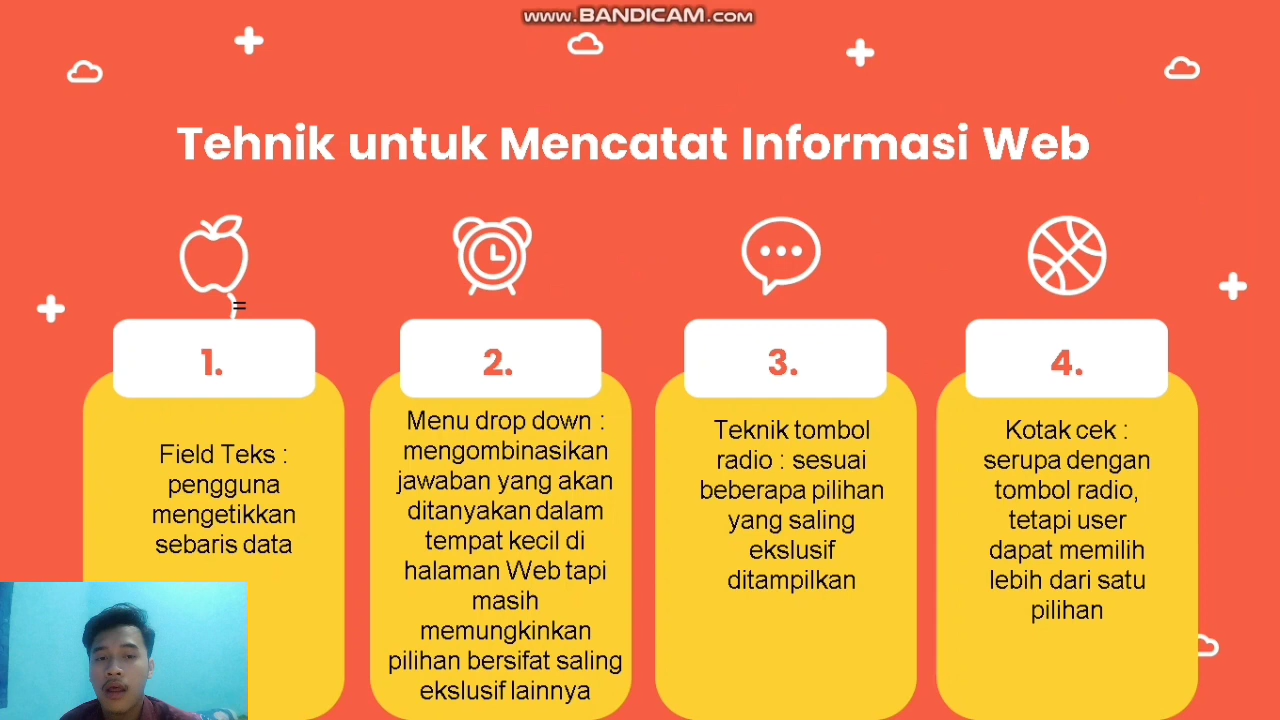 www.BANDICAM.com
Tehnik untuk Mencatat Informasi Web
=
1.
Field Teks :
pengguna
mengetikkan
sebaris data
2.
Menu drop down :
mengombinasikan
jawaban yang akan
ditanyakan dalam
tempat kecil di
halaman Web tapi
masih
memungkinkan
pilihan bersifat saling
ekslusif lainnya
3.
Teknik tombol
radio : sesuai
beberapa pilihan
yang saling
ekslusif
ditampilkan
4.
Kotak cek :
serupa dengan
tombol radio,
tetapi user
dapat memilih
lebih dari satu
pilihan